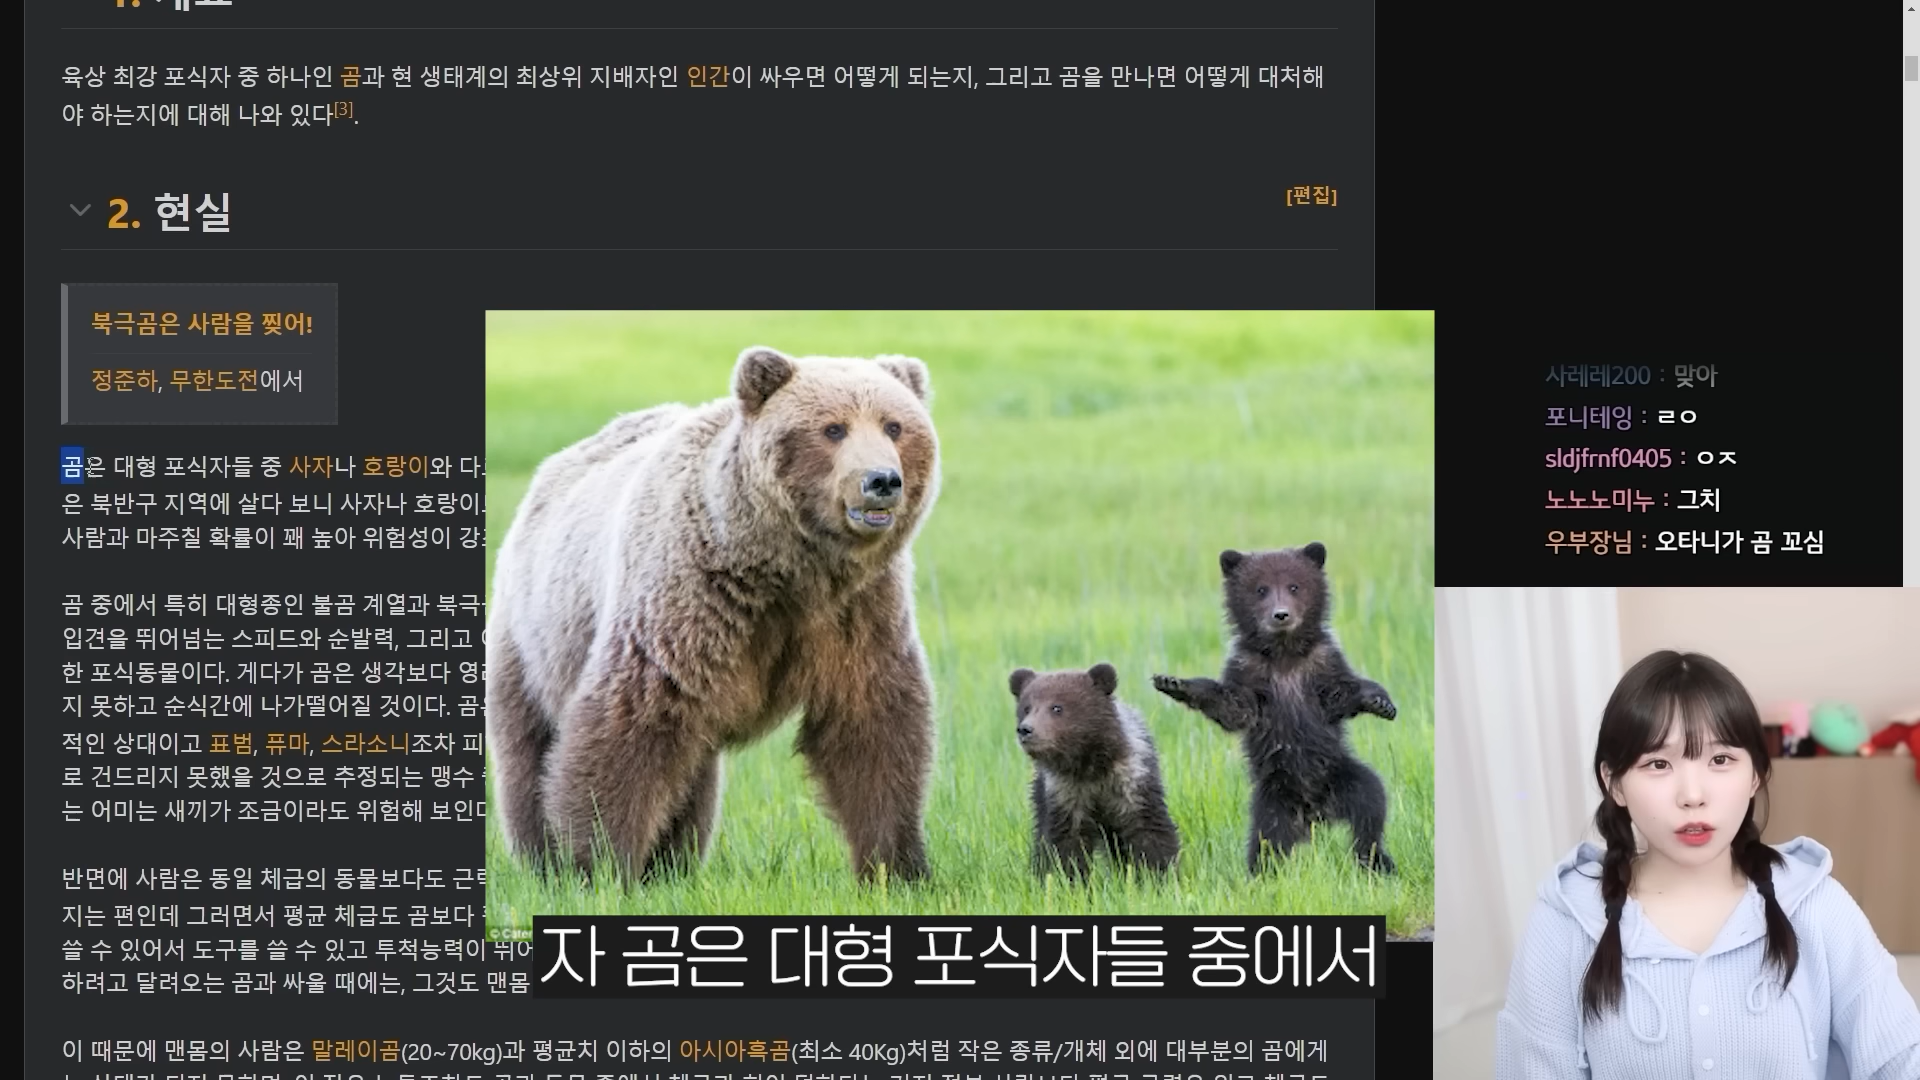 육상 최강 포식자 중 하나인 곰과 현 생태계의 최상위 지배자인 인간이 싸우면 어떻게 되는지, 그리고 곰을 만나면 어떻게 대처해
야 하는지에 대해 나와 있다[3].
2. 현실
[편집]
북극곰은 사람을 찢어!
정준하, 무한도전에서
곰은 대형 포식자들 중 사자나 호랑이와
은 북반구 지역에 살다 보니 사자나
사람과 마주칠 확률이 꽤 높아 위험성이
곰 중에서 특히 대형종인 불곰 계열과
입견을 뛰어넘는 스피드와 순발력, 그리고
한 포식동물이다. 게다가 곰은 생각보다
지 못하고 순식간에 나가떨어질 것이다.
적인 상대이고 표범, 퓨마, 스라소니조차
로 건드리지 못했을 것으로 추정되는 맹수
는 어미는 새끼가 조금이라도 위험해
반면에 사람은 동일 체급의 동물보다도
지는 편인데 그러면서 평균 체급도 곰보다
쓸 수 있어서 도구를 쓸 수 있고
하려고 달려오는 곰과 싸울 때에는, 그것도 맨몸
이 때문에 맨몸의 사람은 말레이곰(20~70kg)과 평균치 이하의 아시아흑곰(최소 40Kg)처럼 작은 종류/개체 외에 대부분의 곰에게
자 곰은 대형 포식자들 중에서
사레레200 : 맞아
포니테잉 : ㄹㅇ
sldjfrnf0405 : ㅇㅈ
노노노미누 : 그치
우부장님 : 오타니가 곰 꼬심